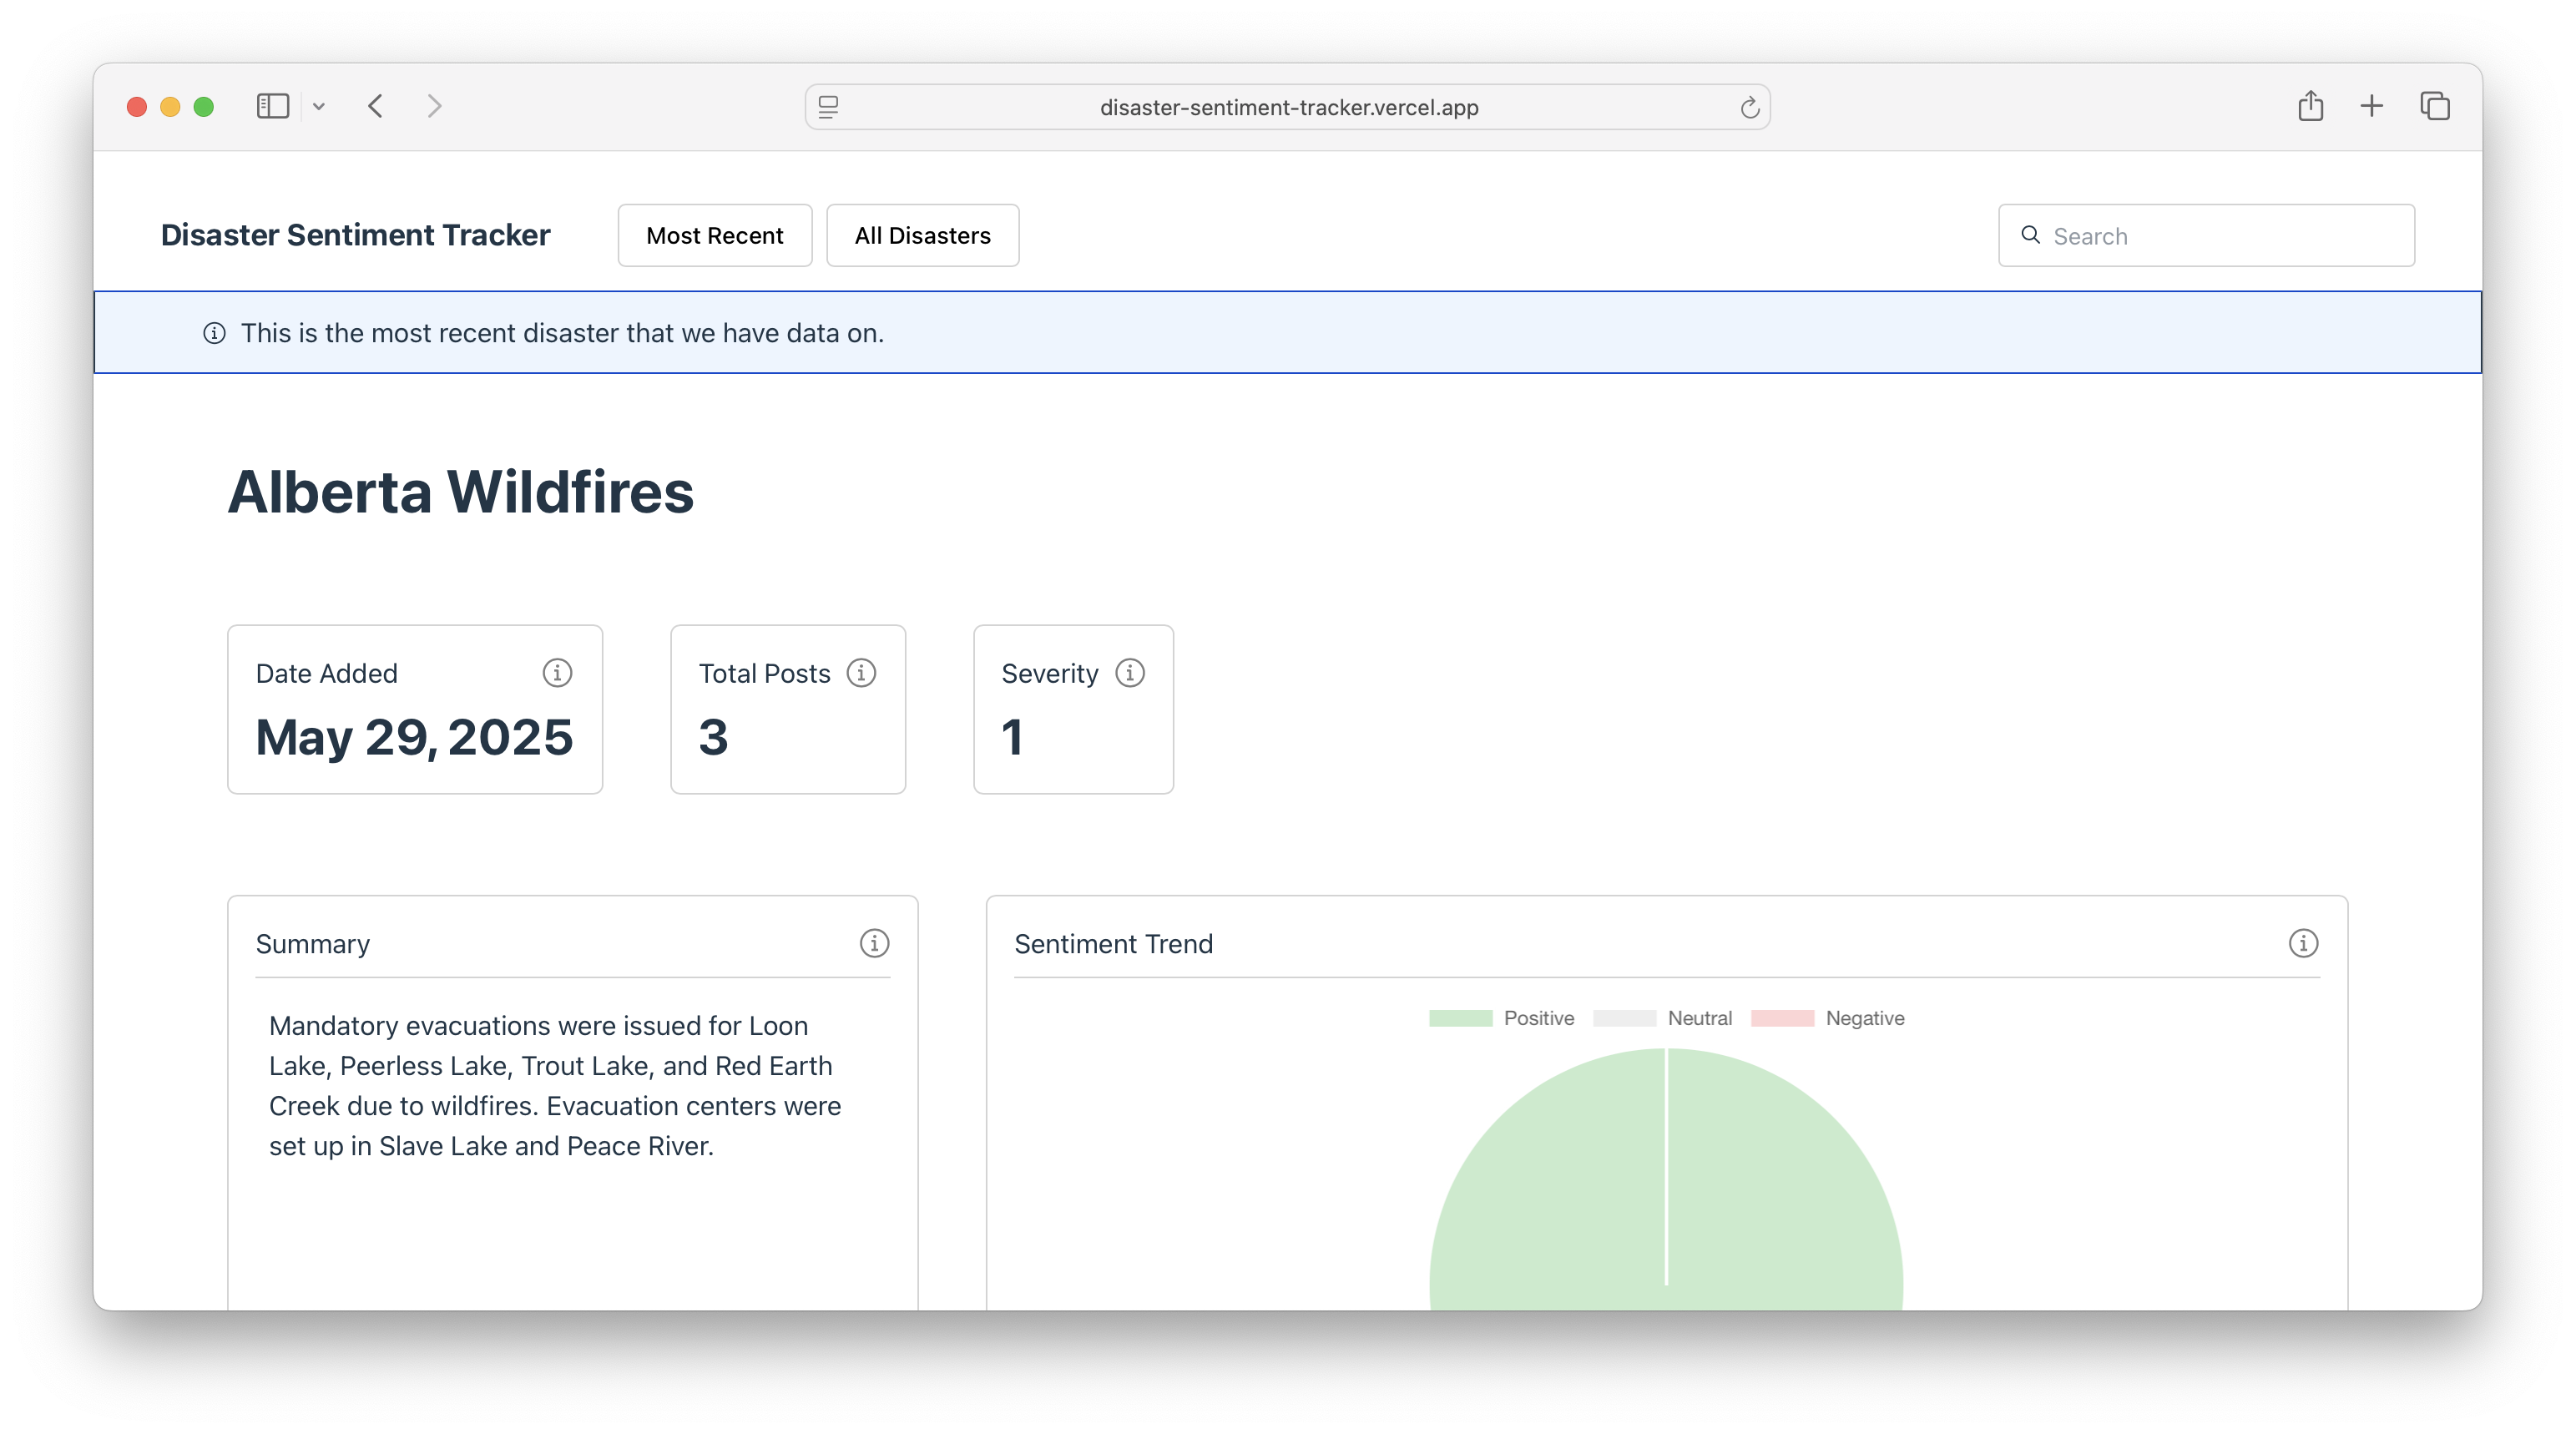 disaster-sentiment-tracker.vercel.app
Disaster Sentiment Tracker
Most Recent
All Disasters
Search
This is the most recent disaster that we have data on.
Alberta Wildfires
Date Added
May 29, 2025
Total Posts
3
Severity
1
Summary
Mandatory evacuations were issued for Loon
Lake, Peerless Lake, Trout Lake, and Red Earth
Creek due to wildfires. Evacuation centers were
set up in Slave Lake and Peace River.
Sentiment Trend
Positive
Neutral
Negative